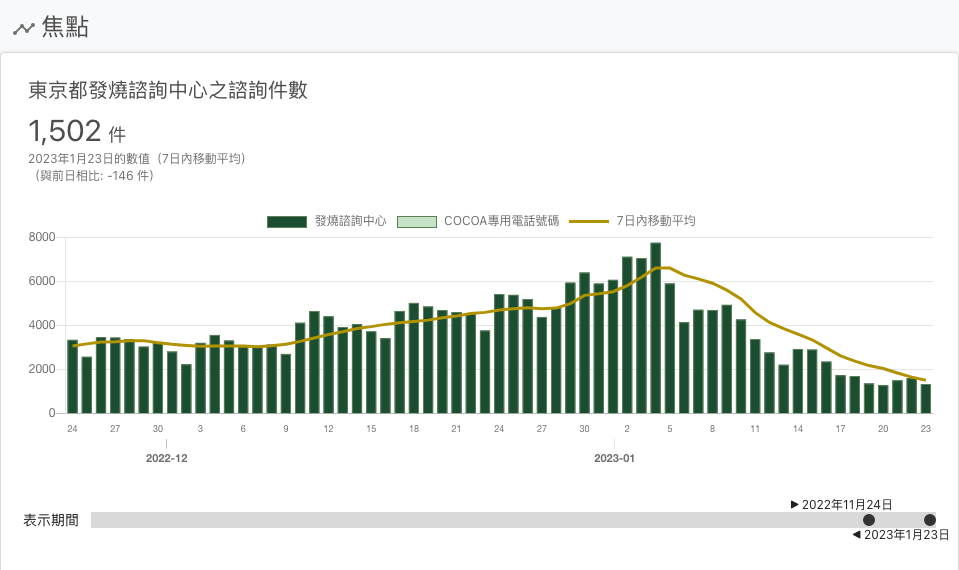 焦點
東京都發燒諮詢中心之諮詢件數
1,502 件
2023年1月23日的數值（7日內移動平均）
（與前日相比: -146 件）
發燒諮詢中心 COCOA專用電話號碼 7日內移動平均
8000
6000
4000
2000
0
24 27 30 3 6 9 12 15 18 21 24 27 30 2 5 8 11 14 17 20 23
2022-12 2023-01
▶ 2022年11月24日
表示期間
◀ 2023年1月23日